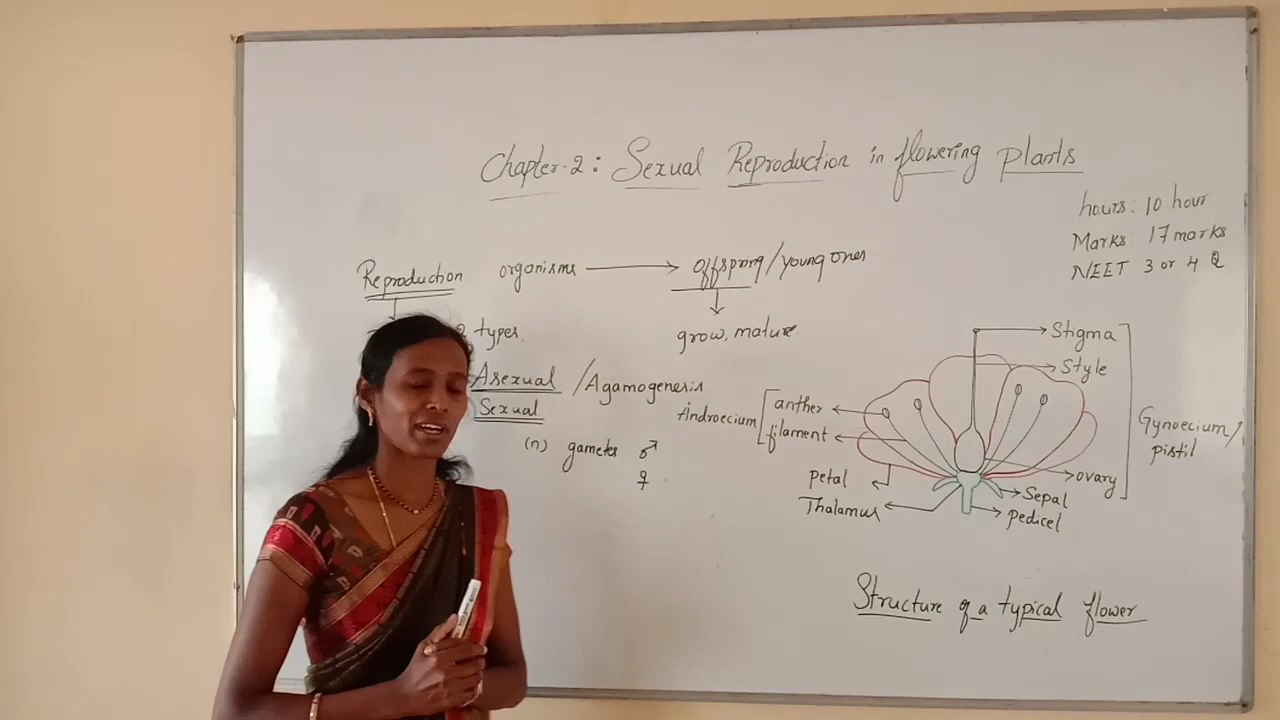 Chapter-2: Sexual Reproduction in flowering plants
hours: 10 hour
Marks: 17 marks
NEET 3 or 4 Q
Reproduction organisms → offspring/young ones
2 types.
grow, mature
Asexual /Agamogenesis
Sexual
(n) gametes ♂
♀
Stigma
Style
Androecium
anther
filament
Gynoecium/
pistil
Petal
ovary
Thalamus
Sepal
Pedicel
Structure of a typical flower